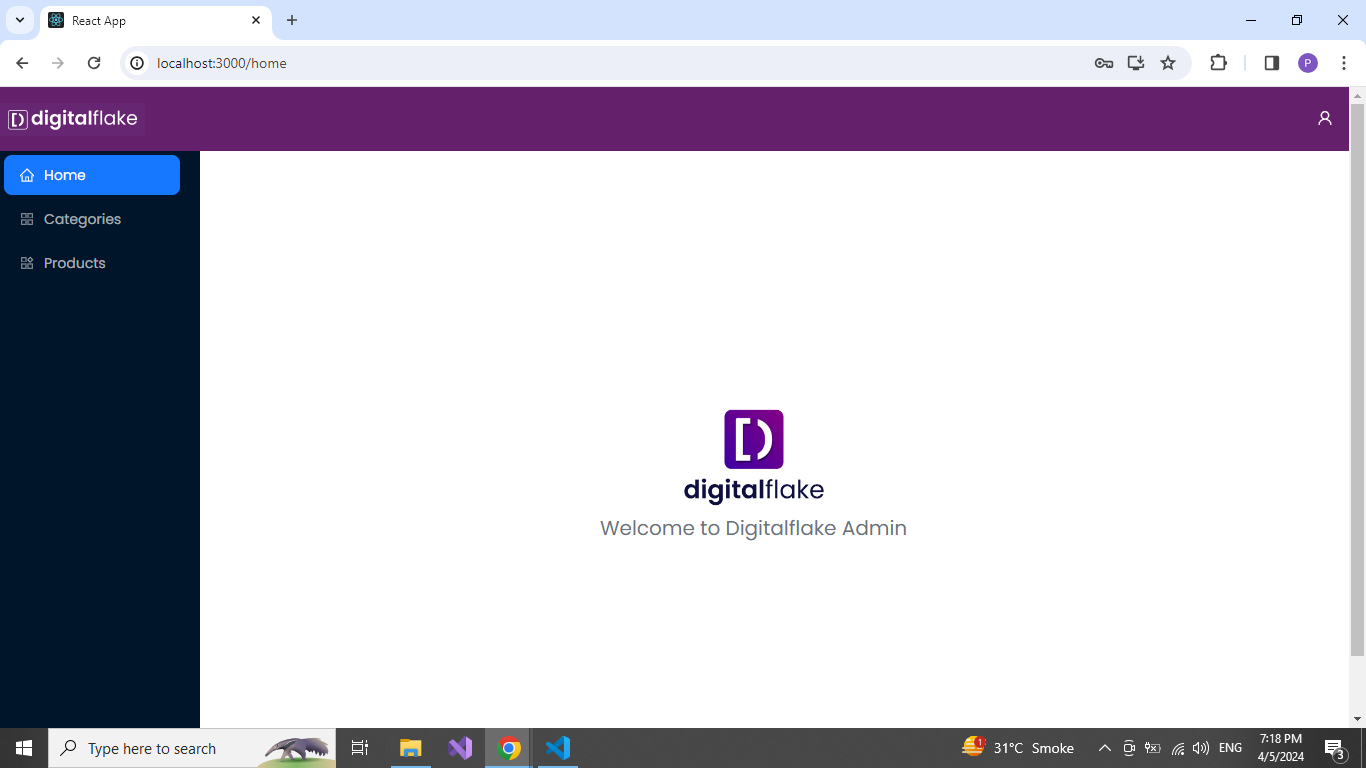 React App
localhost:3000/home
P
digitalflake
Home
Categories
Products
digitalflake
Welcome to Digitalflake Admin
Type here to search
1
31°C Smoke
ENG
7:18 PM
4/5/2024
3